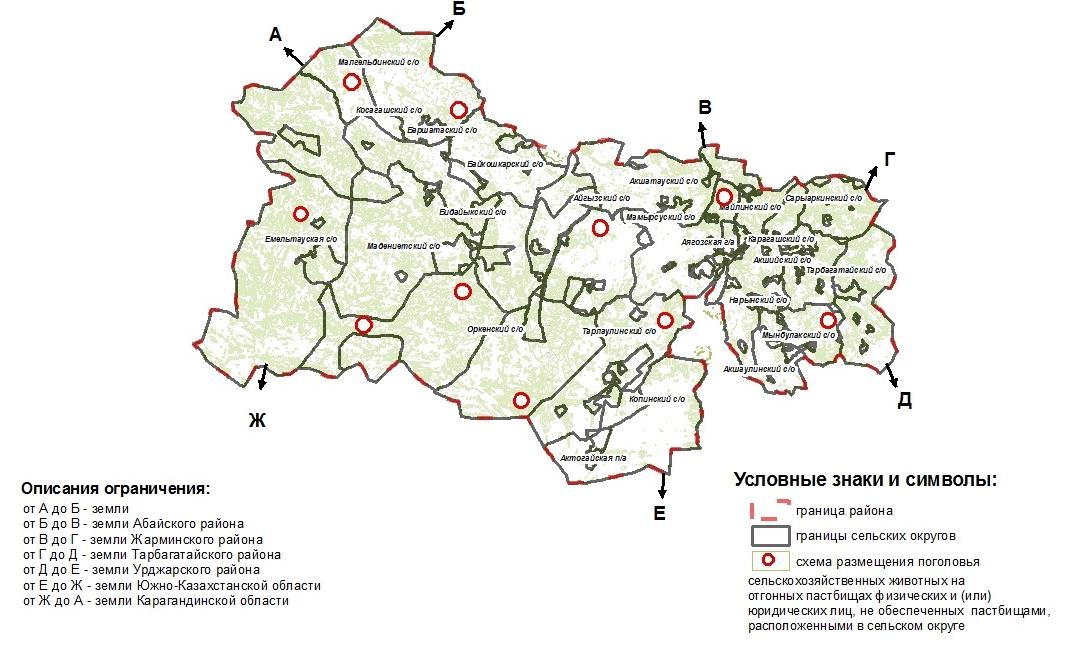 Б
А
Малгельбинский с/о
Косагашский с/о
Баршатаский с/о
В
Г
Байкошкарский с/о
Акшатауский с/о
Айгызский с/о
Сарыаркинский с/о
Майлинский с/о
Бидайыкский с/о
Мамырсуский с/о
Емельтауская с/о
Мадениетский с/о
Аягозская г/а
Карагашский с/о
Акшийский с/о
Тарбагатайский с/о
Нарынский с/о
Оркенский с/о
Тарлаулинский с/о
Мынбулакский с/о
Акшаулинский с/о
Копинский с/о
Д
Ж
Актогайская п/а
Е
Описания ограничения:
от А до Б - земли
от Б до В - земли Абайского района
от В до Г - земли Жарминского района
от Г до Д - земли Тарбагатайского района
от Д до Е - земли Урджарского района
от Е до Ж - земли Южно-Казахстанской области
от Ж до А - земли Карагандинской области
Условные знаки и символы:
граница района
границы сельских округов
схема размещения поголовья
сельскохозяйственных животных на
отгонных пастбищах физических и (или)
юридических лиц, не обеспеченных пастбищами,
расположенными в сельском округе